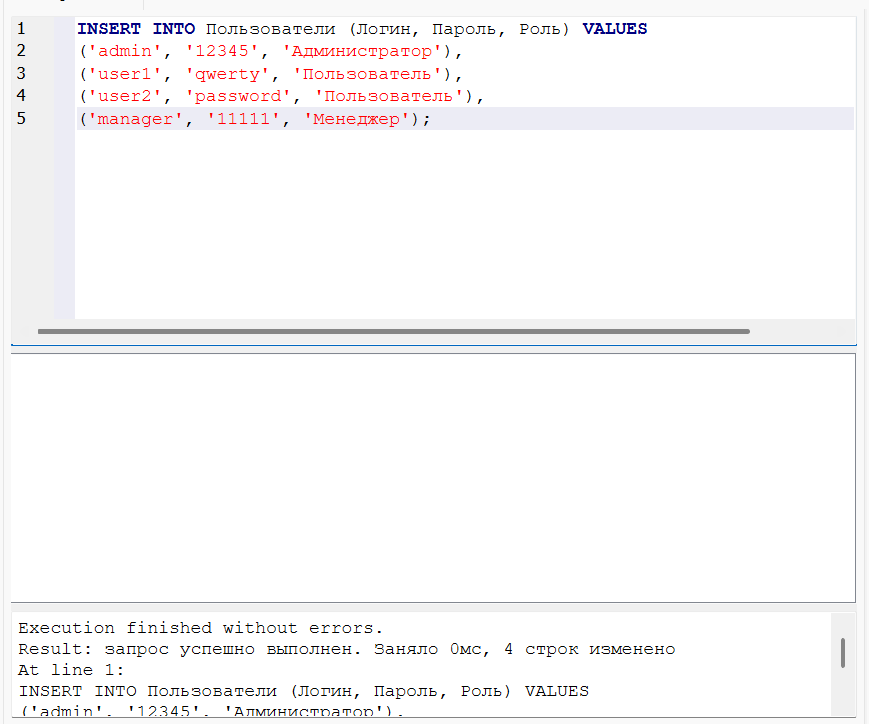 1 INSERT INTO Пользователи (Логин, Пароль, Роль) VALUES
2 ('admin', '12345', 'Администратор'),
3 ('user1', 'qwerty', 'Пользователь'),
4 ('user2', 'password', 'Пользователь'),
5 ('manager', '11111', 'Менеджер');
Execution finished without errors.
Result: запрос успешно выполнен. Заняло 0мс, 4 строк изменено
At line 1:
INSERT INTO Пользователи (Логин, Пароль, Роль) VALUES
('admin', '12345', 'Администратор'),